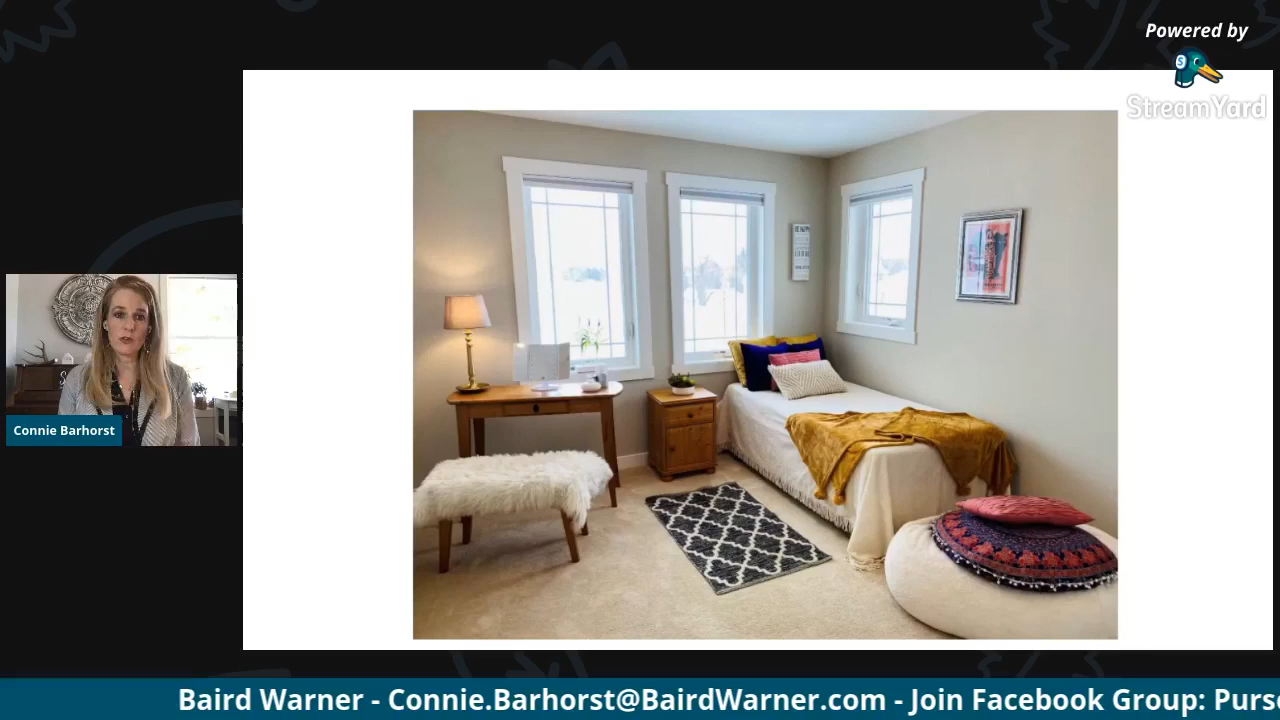 Powered by
StreamYard
Connie Barhorst
Baird Warner - Connie.Barhorst@BairdWarner.com - Join Facebook Group: Purs